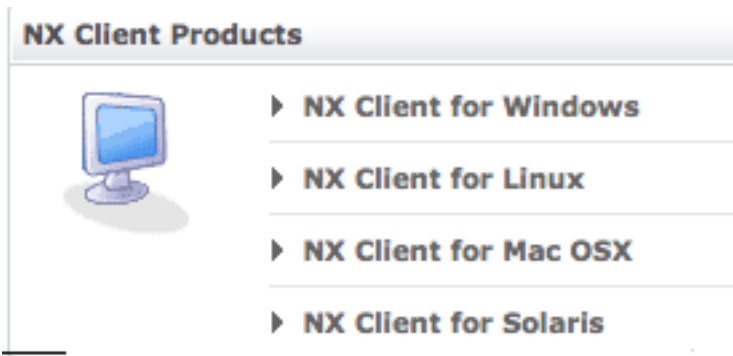 NX Client Products
NX Client for Windows
NX Client for Linux
NX Client for Mac OSX
NX Client for Solaris